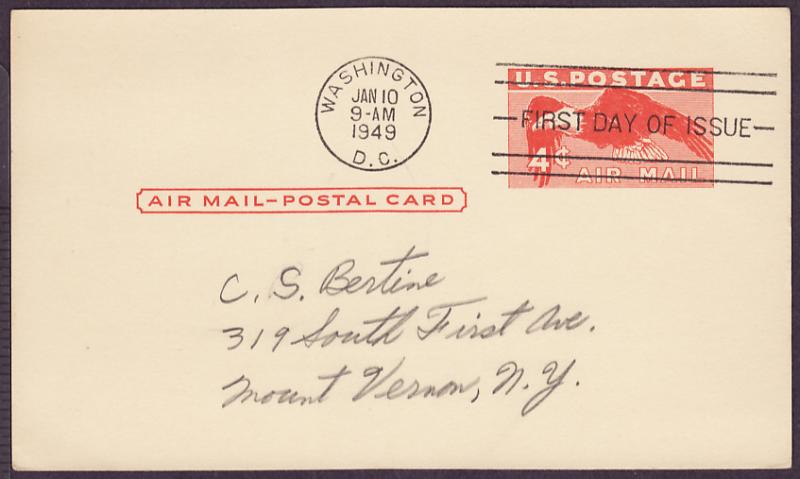 WASHINGTON
JAN 10
9-AM
1949
D.C.
U.S. POSTAGE
FIRST DAY OF ISSUE
4¢
AIR MAIL
AIR MAIL-POSTAL CARD
C. S. Bertine
319 South First Ave.
Mount Vernon, N.Y.